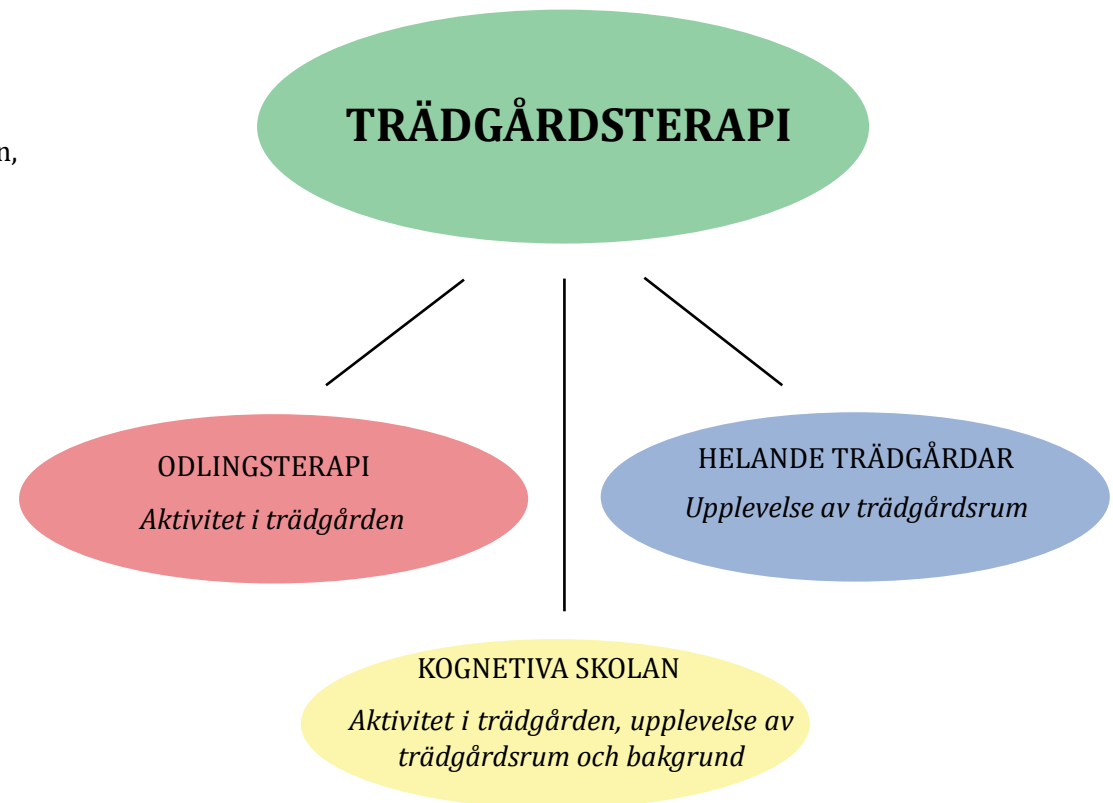 TRÄDGÅRDSTERAPI
n,
ODLINGSTERAPI
Aktivitet i trädgården
HELANDE TRÄDGÅRDAR
Upplevelse av trädgårdsrum
KOGNETIVA SKOLAN
Aktivitet i trädgården, upplevelse av
trädgårdsrum och bakgrund